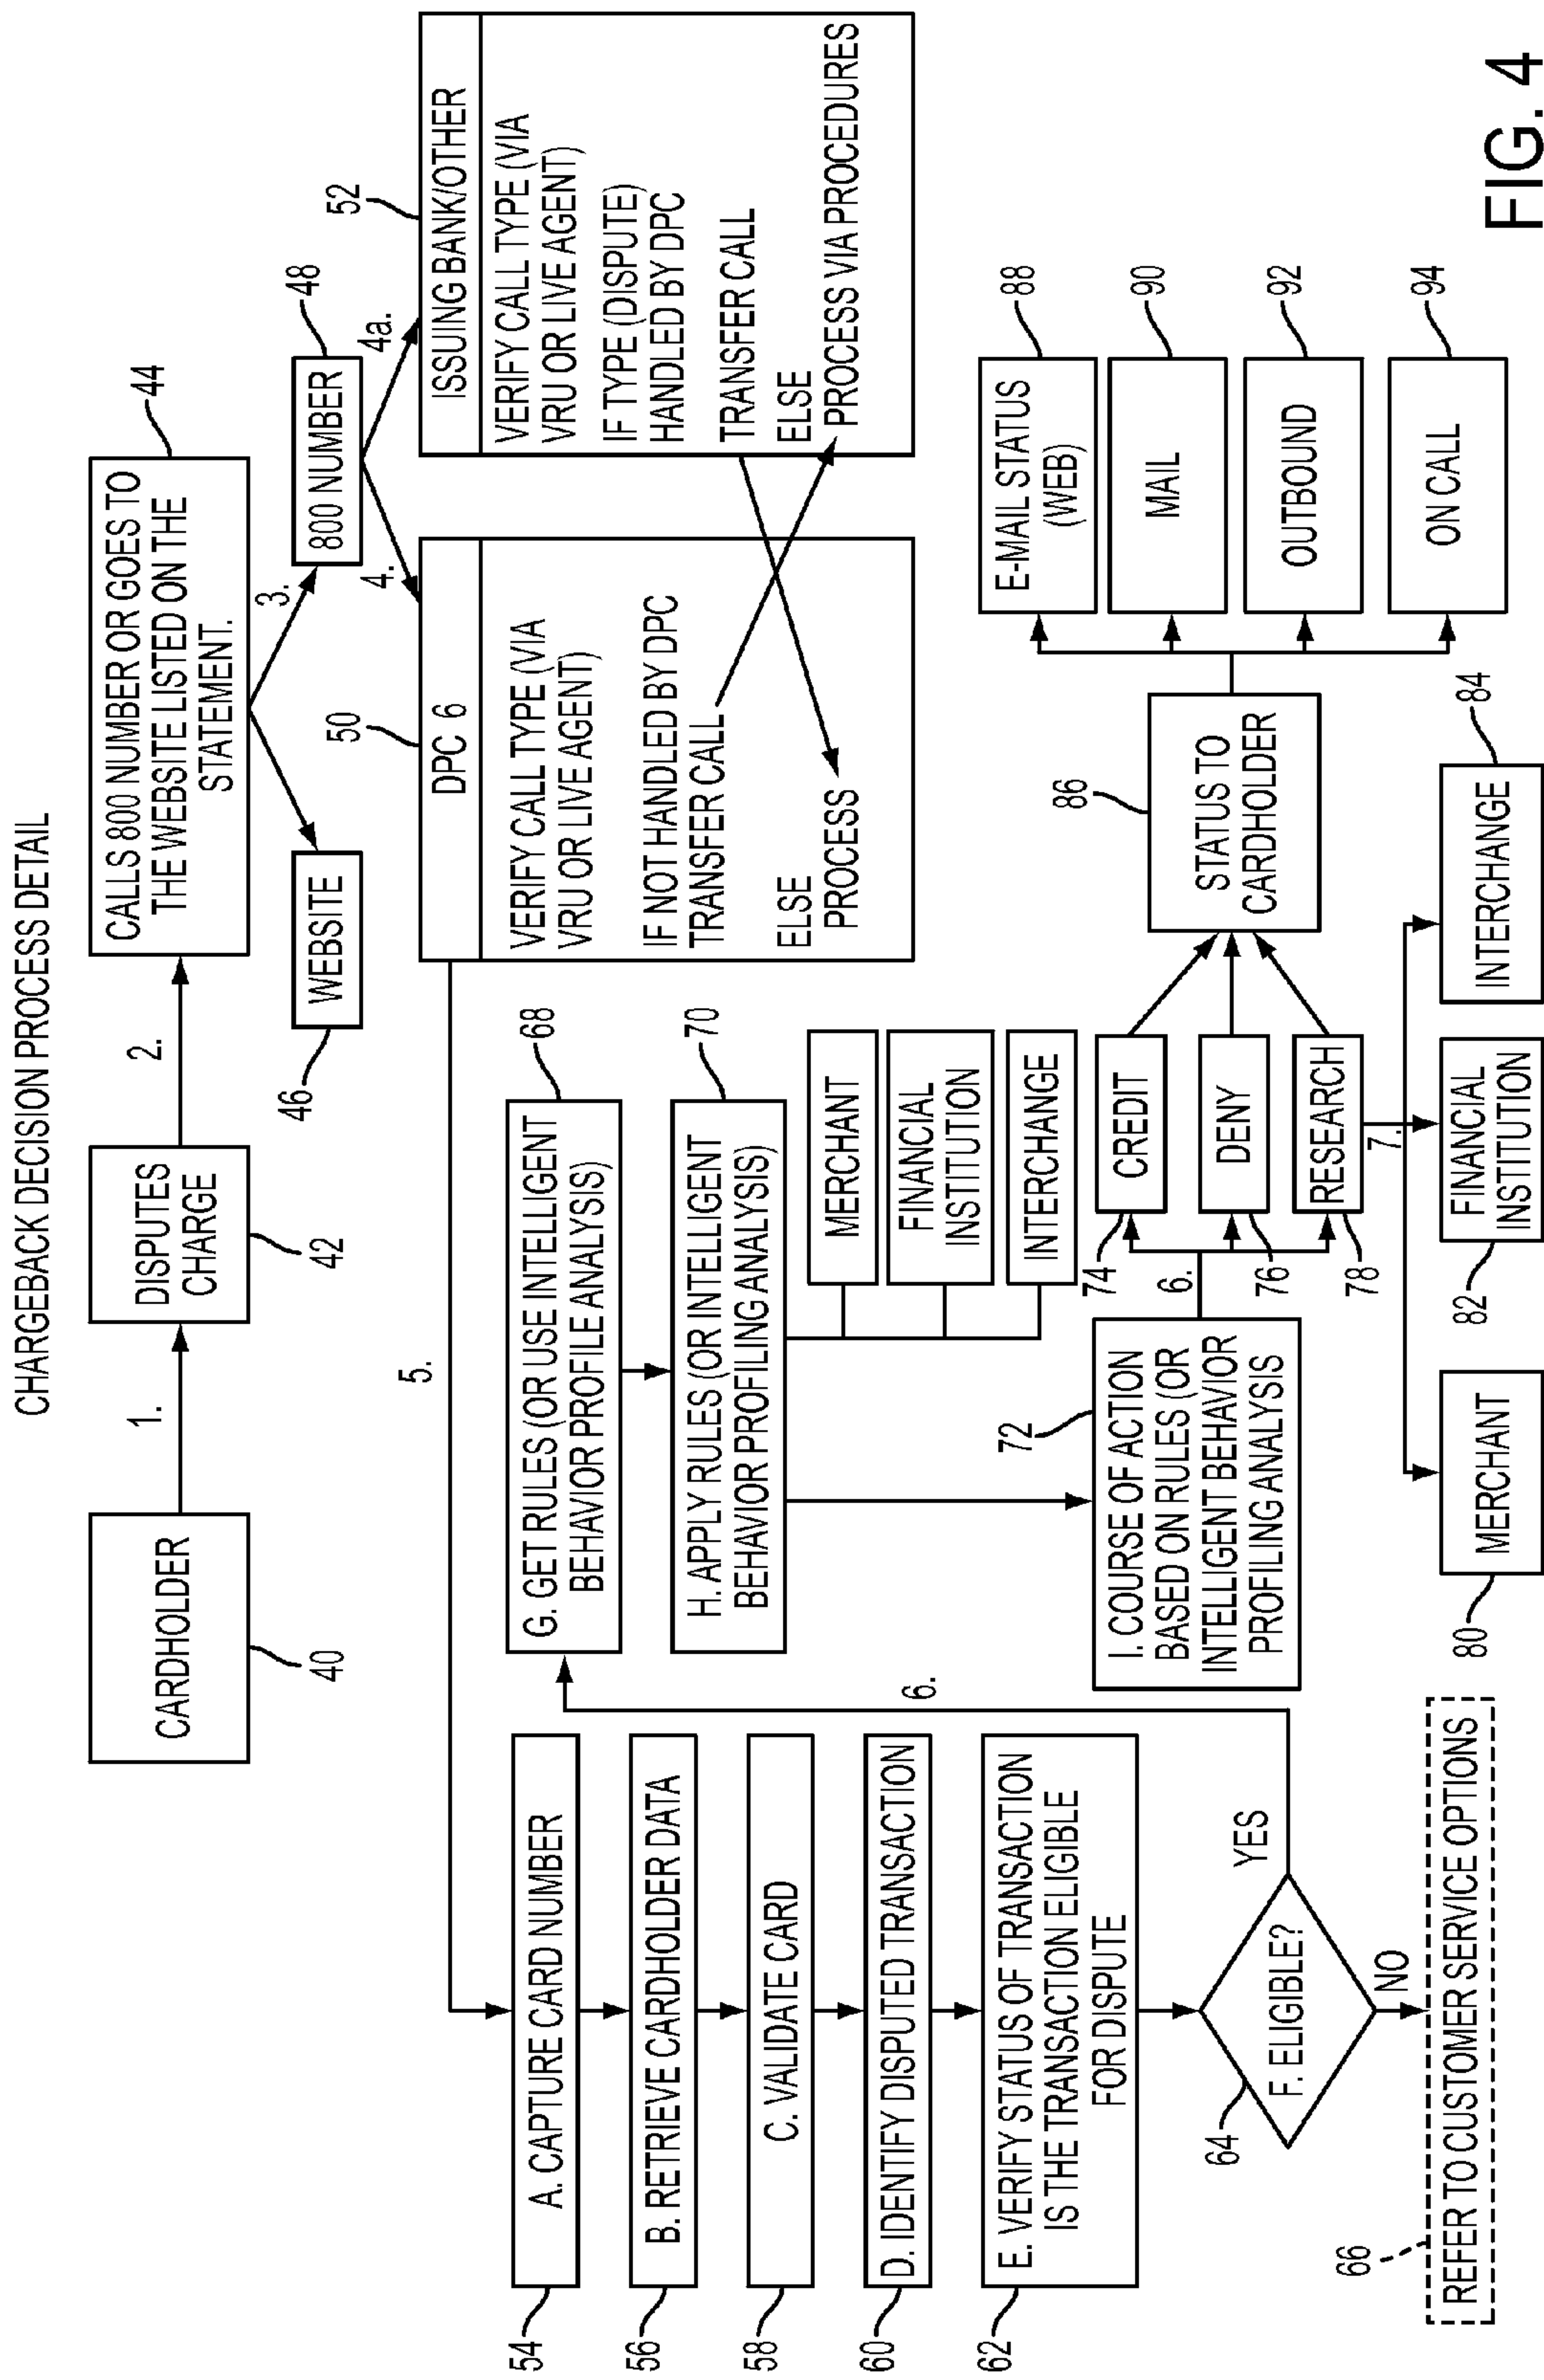 CHARGEBACK DECISION PROCESS DETAIL
CARDHOLDER
40
1.
DISPUTES
CHARGE
42
2.
CALLS 800 NUMBER OR GOES TO
THE WEBSITE LISTED ON THE
STATEMENT.
44
3.
WEBSITE
46
800 NUMBER
48
4.
4a.
50
DPC 6
VERIFY CALL TYPE (VIA
VRU OR LIVE AGENT)
IF NOT HANDLED BY DPC
TRANSFER CALL
ELSE
PROCESS
52
ISSUING BANK/OTHER
VERIFY CALL TYPE (VIA
VRU OR LIVE AGENT)
IF TYPE (DISPUTE)
HANDLED BY DPC
TRANSFER CALL
ELSE
PROCESS VIA PROCEDURES
5.
A. CAPTURE CARD NUMBER
54
B. RETRIEVE CARDHOLDER DATA
56
C. VALIDATE CARD
58
D. IDENTIFY DISPUTED TRANSACTION
60
E. VERIFY STATUS OF TRANSACTION
IS THE TRANSACTION ELIGIBLE
FOR DISPUTE
62
F. ELIGIBLE?
64
YES
NO
REFER TO CUSTOMER SERVICE OPTIONS
66
6.
G. GET RULES (OR USE INTELLIGENT
BEHAVIOR PROFILE ANALYSIS)
68
H. APPLY RULES (OR INTELLIGENT
BEHAVIOR PROFILING ANALYSIS)
70
MERCHANT
FINANCIAL
INSTITUTION
INTERCHANGE
72
I. COURSE OF ACTION
BASED ON RULES (OR
INTELLIGENT BEHAVIOR
PROFILING ANALYSIS
6.
CREDIT
74
DENY
76
RESEARCH
78
7.
MERCHANT
80
FINANCIAL
INSTITUTION
82
INTERCHANGE
84
STATUS TO
CARDHOLDER
86
E-MAIL STATUS
(WEB)
88
MAIL
90
OUTBOUND
92
ON CALL
94
FIG. 4